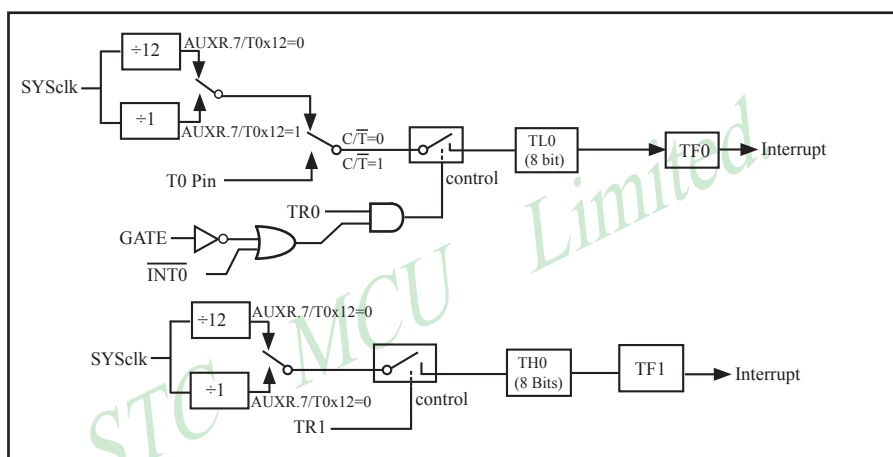 ÷12
AUXR.7/T0x12=0
SYSclk
÷1
AUXR.7/T0x12=1
C/T̅=0
C/T̅=1
T0 Pin
control
TL0
(8 bit)
TF0
Interrupt
TR0
GATE
I̅N̅T̅0̅
÷12
AUXR.7/T0x12=0
SYSclk
÷1
AUXR.7/T0x12=0
control
TR1
TH0
(8 Bits)
TF1
Interrupt
STC MCU Limited.